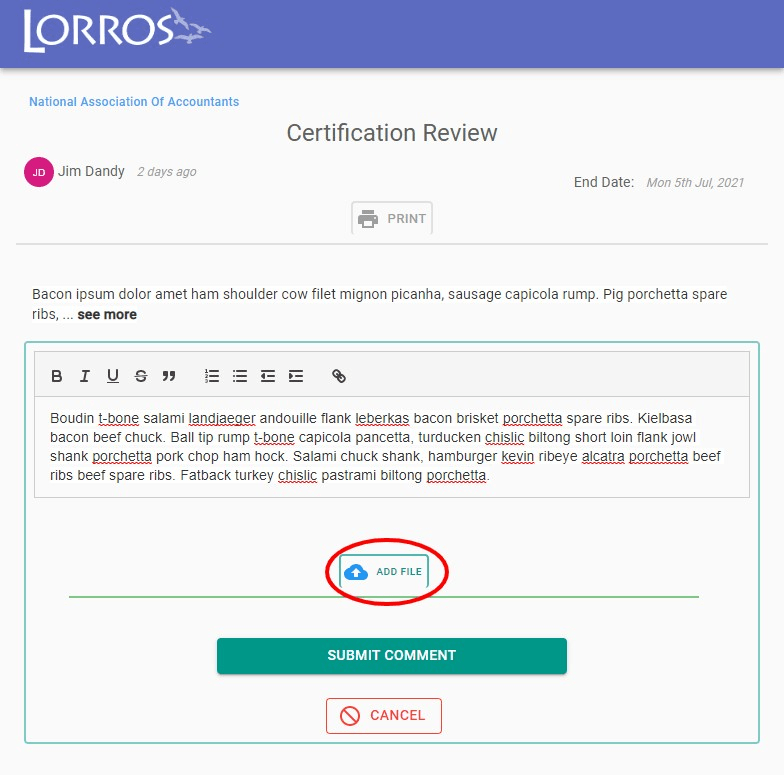 LORROS
National Association Of Accountants
Certification Review
JD Jim Dandy 2 days ago
End Date: Mon 5th Jul, 2021
PRINT
Bacon ipsum dolor amet ham shoulder cow filet mignon picanha, sausage capicola rump. Pig porchetta spare
ribs, ... see more
B I U S ”
Boudin t-bone salami landjaeger andouille flank leberkas bacon brisket porchetta spare ribs. Kielbasa
bacon beef chuck. Ball tip rump t-bone capicola pancetta, turducken chislic biltong short loin flank jowl
shank porchetta pork chop ham hock. Salami chuck shank, hamburger kevin ribeye alcatra porchetta beef
ribs beef spare ribs. Fatback turkey chislic pastrami biltong porchetta.
ADD FILE
SUBMIT COMMENT
CANCEL